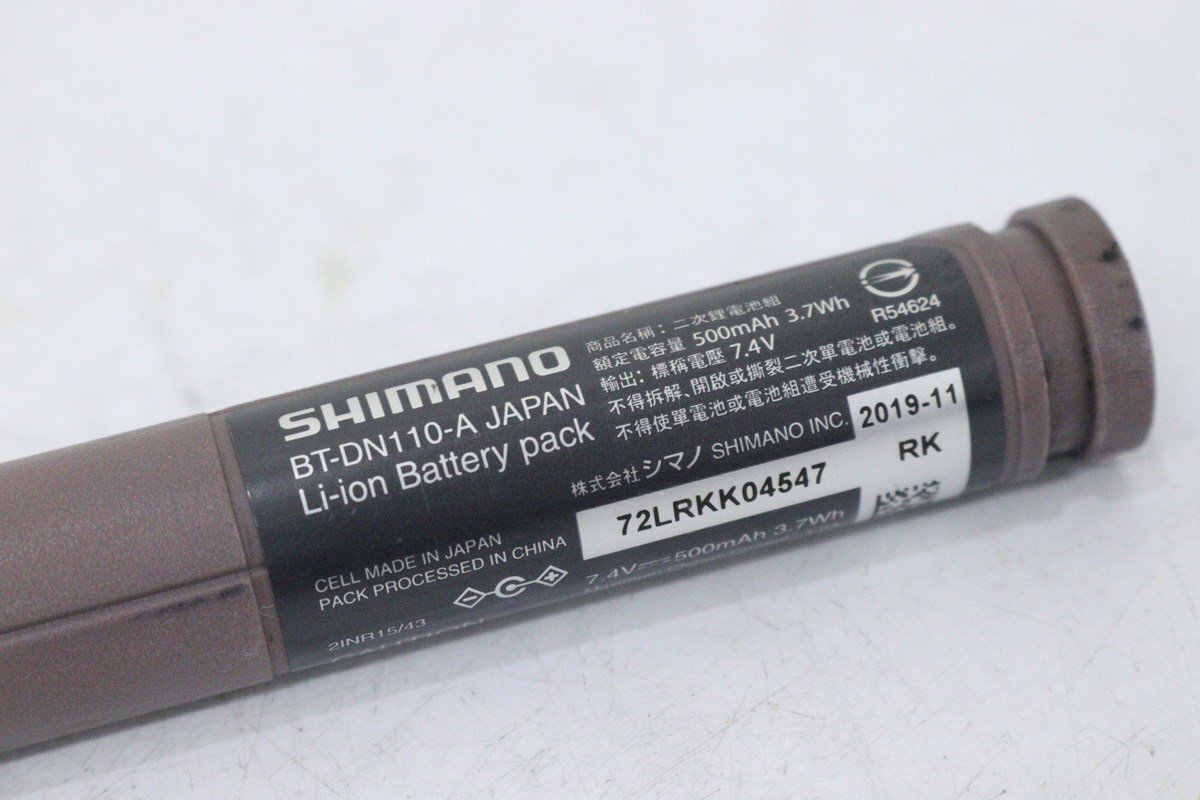 SHIMANO
BT-DN110-A JAPAN
Li-ion Battery pack
CELL MADE IN JAPAN
PACK PROCESSED IN CHINA
2INR15/43
商品名稱：二次鋰電池組
額定電容量 500mAh 3.7Wh
輸出：標稱電壓 7.4V
不得拆解、開啟或撕裂二次單電池或電池組。
不得使單電池或電池組遭受機械性衝擊。
R54624
株式会社シマノ SHIMANO INC.
2019-11
RK
72LRKK04547
7.4V⎓500mAh 3.7Wh